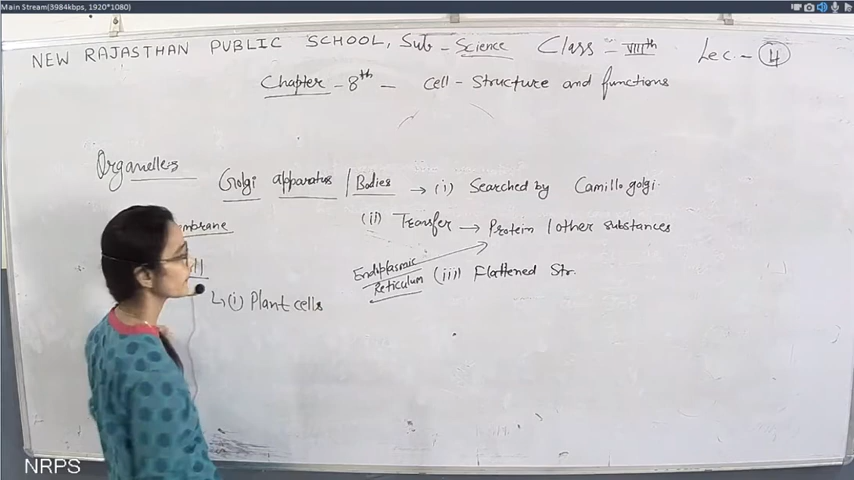 Main Stream(3984kbps, 1920*1080)
NEW RAJASTHAN PUBLIC SCHOOL, Sub - Science Class = VIIIth Lec. - 4
Chapter - 8th - cell - Structure and functions
Organelles
Golgi apparatus / Bodies → (i) Searched by Camillo golgi.
mbrane
(ii) Transfer → Protein / other substances
Endoplasmic
Reticulum
(iii) Flattened Str.
ll
(i) Plant cells
NRPS